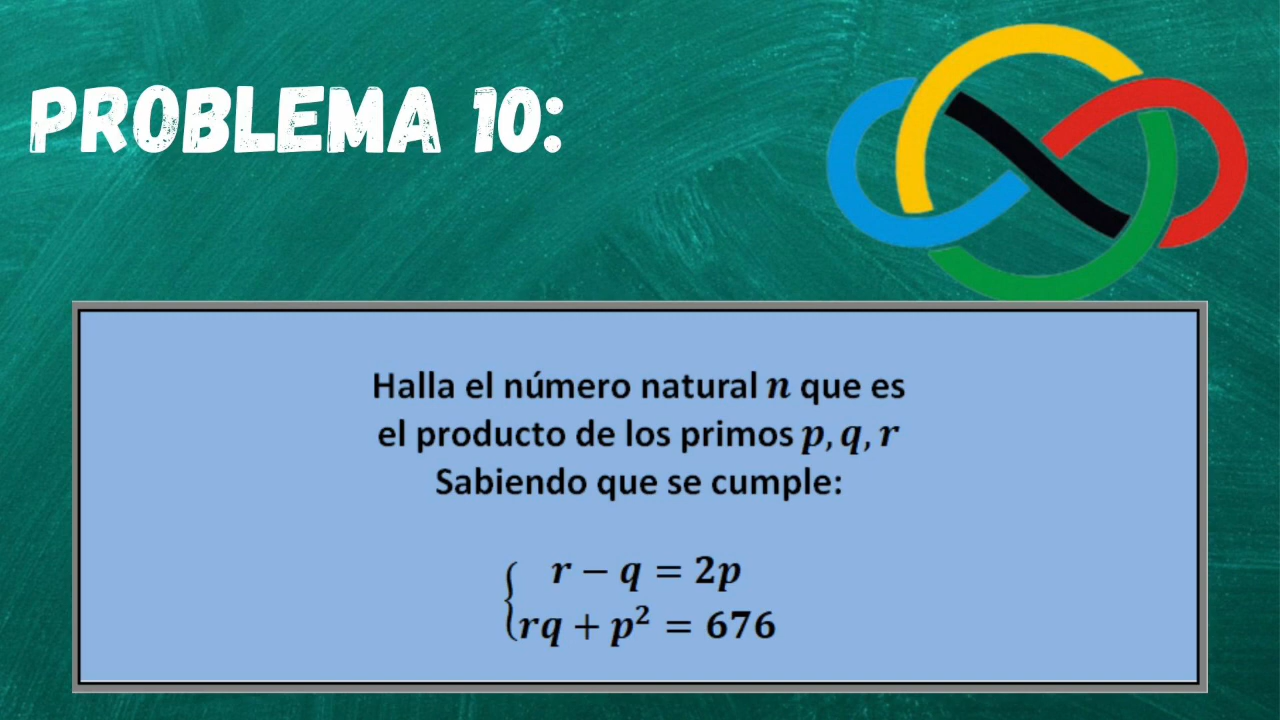 PROBLEMA 10:
Halla el número natural n que es
el producto de los primos p, q, r
Sabiendo que se cumple:
r − q = 2p
rq + p² = 676